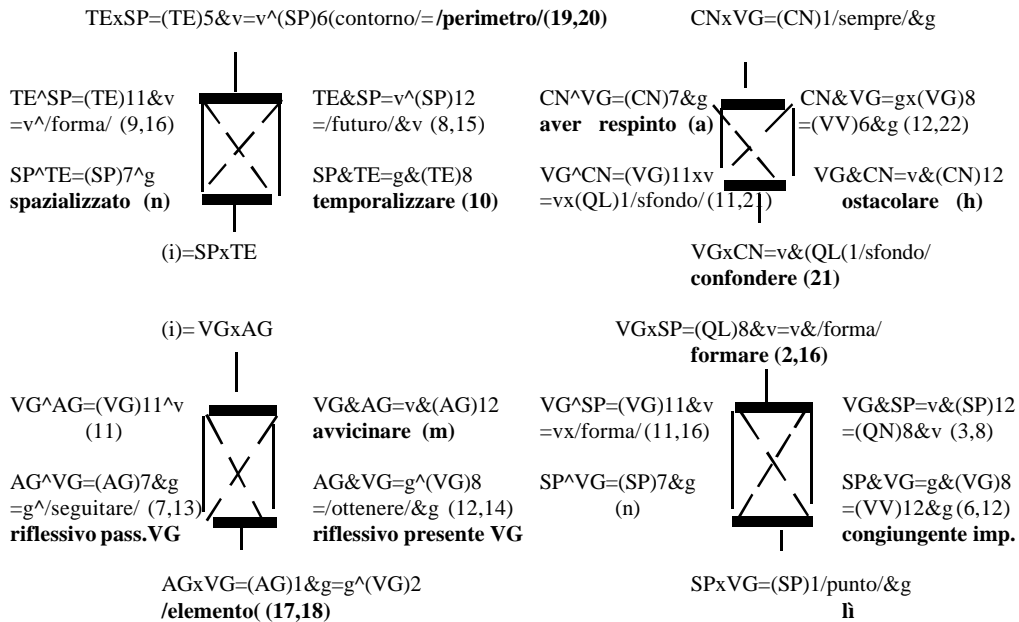 TExSP=(TE)5&v=v^(SP)6(contorno/=/perimetro/(19,20)
TE^SP=(TE)11&v
=v^/forma/ (9,16)
TE&SP=v^(SP)12
=/futuro/&v (8,15)
SP^TE=(SP)7^g
spazializzato (n)
SP&TE=g&(TE)8
temporalizzare (10)
(i)=SPxTE
CNxVG=(CN)1/sempre/&g
CN^VG=(CN)7&g
aver respinto (a)
CN&VG=gx(VG)8
=(VV)6&g (12,22)
VG^CN=(VG)11xv
=vx(QL)1/sfondo/(11,21)
VG&CN=v&(CN)12
ostacolare (h)
VGxCN=v&(QL(1/sfondo/
confondere (21)
(i)=VGxAG
VG^AG=(VG)11^v
(11)
VG&AG=v&(AG)12
avvicinare (m)
AG^VG=(AG)7&g
=g^/seguitare/ (7,13)
riflessivo pass.VG
AG&VG=g^(VG)8
=/ottenere/&g (12,14)
riflessivo presente VG
AGxVG=(AG)1&g=g^(VG)2
/elemento( (17,18)
VGxSP=(QL)8&v=v&/forma/
formare (2,16)
VG^SP=(VG)11&v
=vx/forma/ (11,16)
VG&SP=v&(SP)12
=(QN)8&v (3,8)
SP^VG=(SP)7&g
(n)
SP&VG=g&(VG)8
=(VV)12&g (6,12)
congiungente imp.
SPxVG=(SP)1/punto/&g
lì